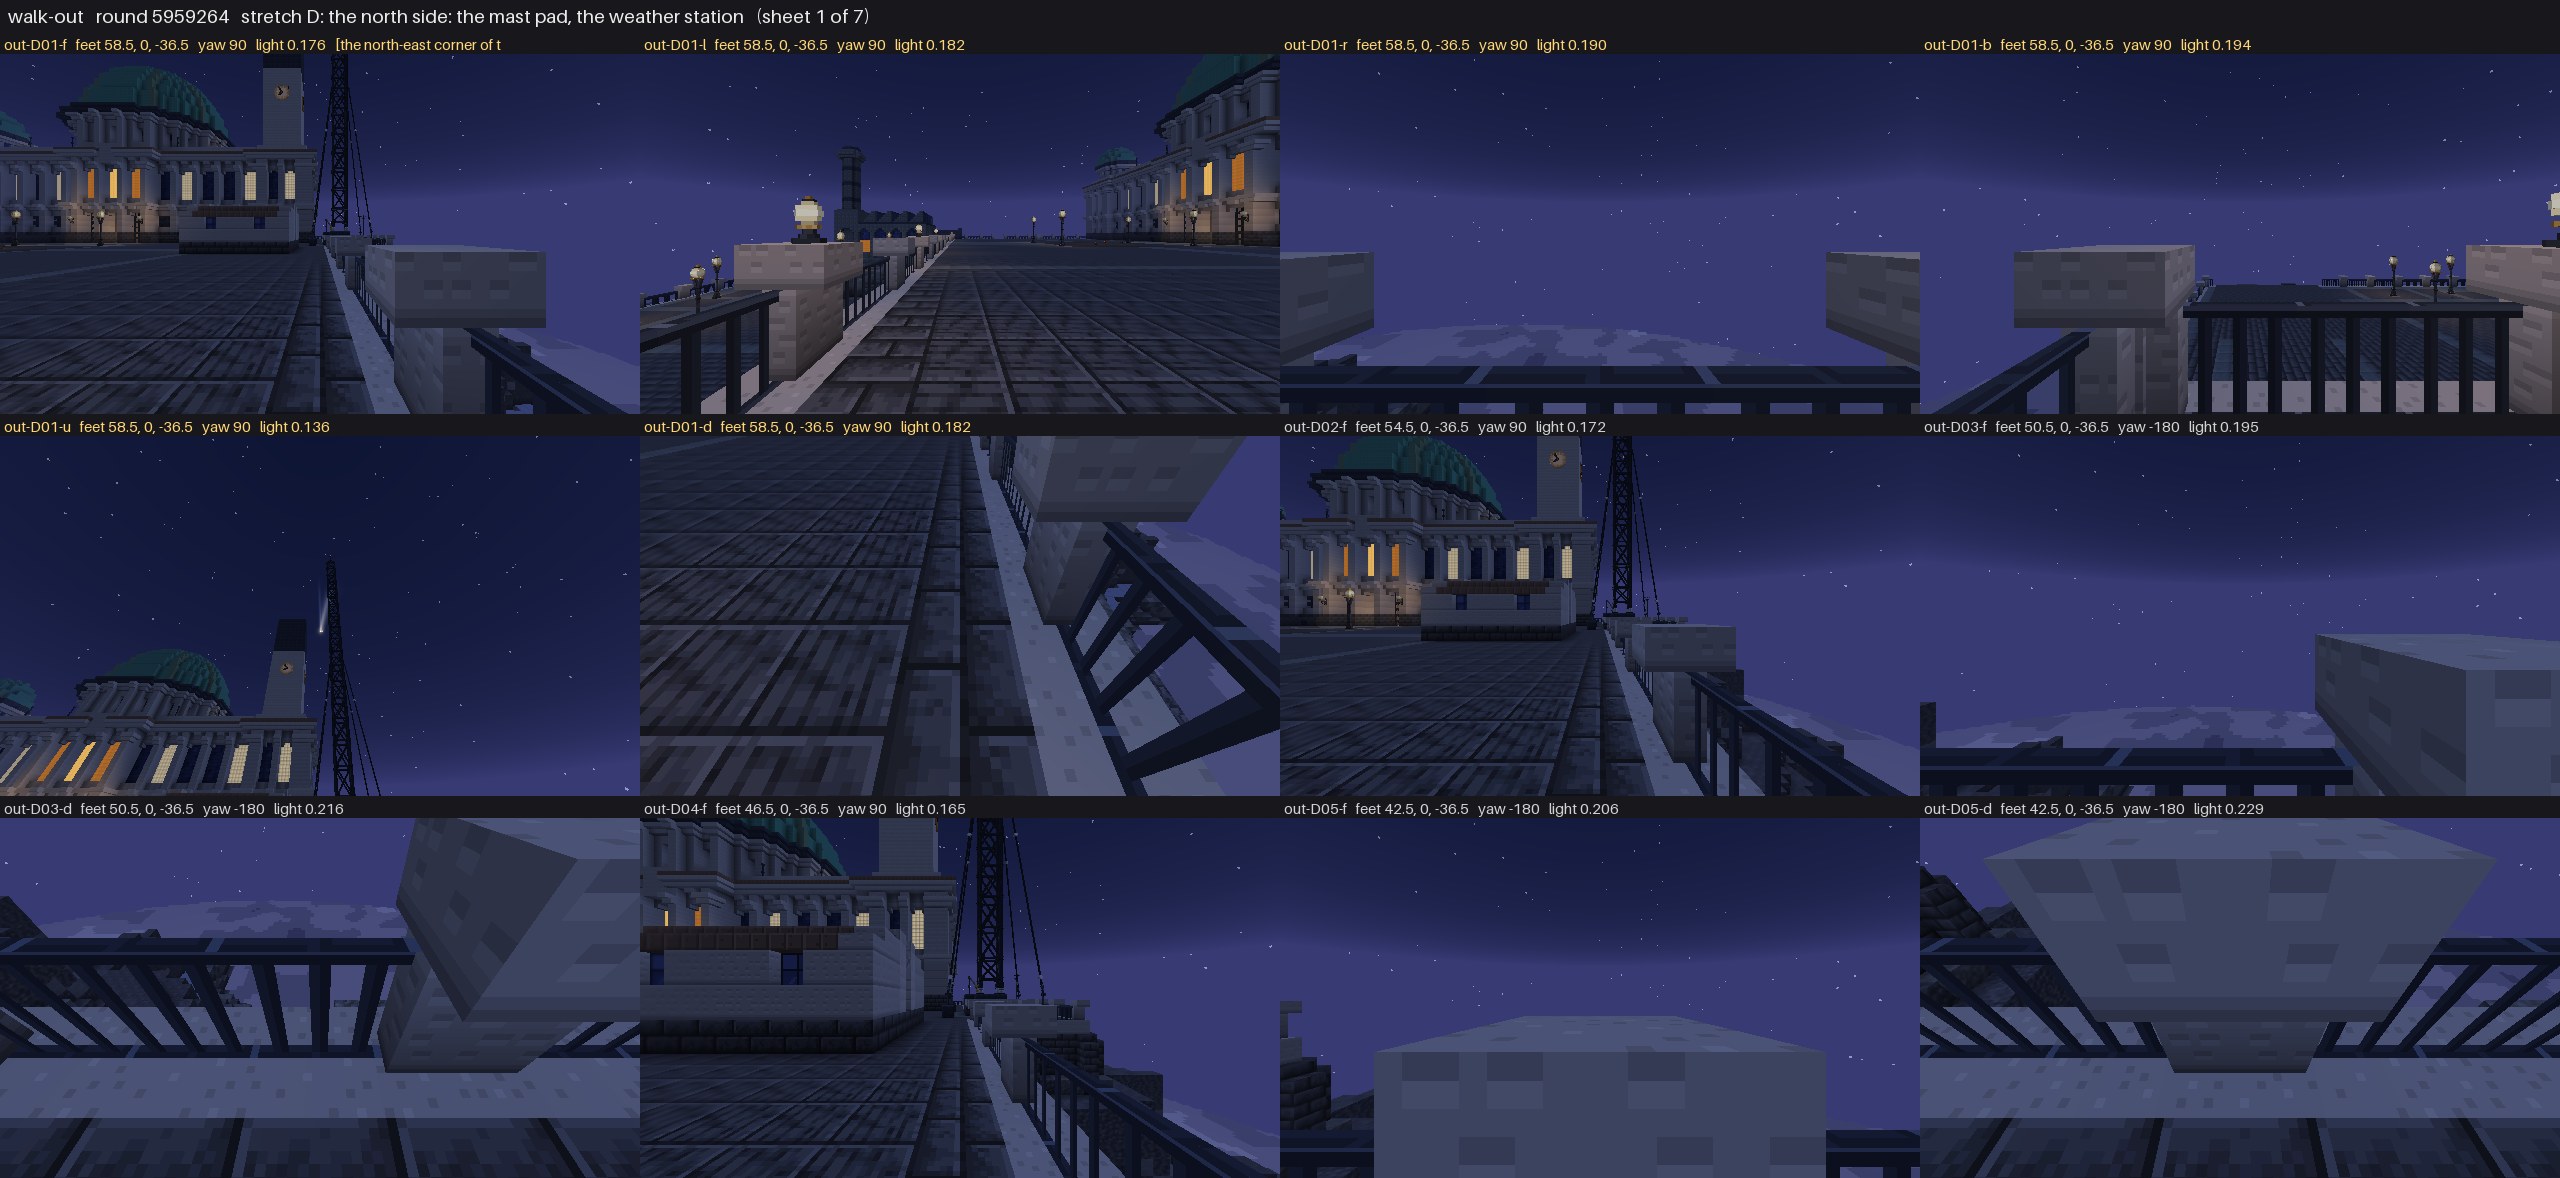 walk-out round 5959264 stretch D: the north side: the mast pad, the weather station (sheet 1 of 7)
out-D01-f feet 58.5, 0, -36.5 yaw 90 light 0.176 [the north-east corner of t
out-D01-l feet 58.5, 0, -36.5 yaw 90 light 0.182
out-D01-r feet 58.5, 0, -36.5 yaw 90 light 0.190
out-D01-b feet 58.5, 0, -36.5 yaw 90 light 0.194
out-D01-u feet 58.5, 0, -36.5 yaw 90 light 0.136
out-D01-d feet 58.5, 0, -36.5 yaw 90 light 0.182
out-D02-f feet 54.5, 0, -36.5 yaw 90 light 0.172
out-D03-f feet 50.5, 0, -36.5 yaw -180 light 0.195
out-D03-d feet 50.5, 0, -36.5 yaw -180 light 0.216
out-D04-f feet 46.5, 0, -36.5 yaw 90 light 0.165
out-D05-f feet 42.5, 0, -36.5 yaw -180 light 0.206
out-D05-d feet 42.5, 0, -36.5 yaw -180 light 0.229